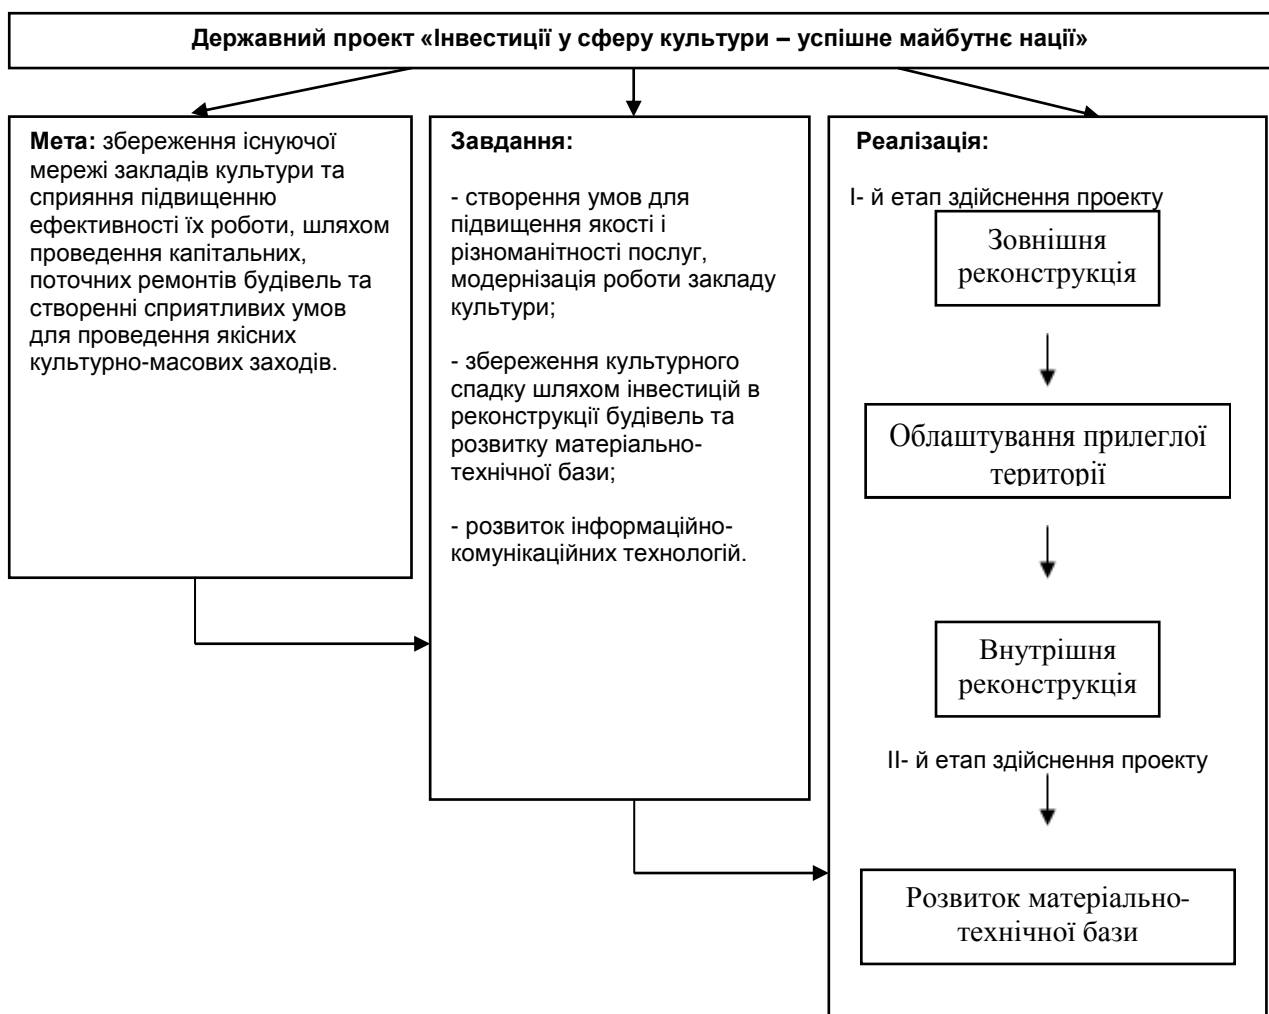 Державний проект «Інвестиції у сферу культури – успішне майбутнє нації»
Мета: збереження існуючої
мережі закладів культури та
сприяння підвищенню
ефективності їх роботи, шляхом
проведення капітальних,
поточних ремонтів будівель та
створенні сприятливих умов
для проведення якісних
культурно-масових заходів.
Завдання:
- створення умов для
підвищення якості і
різноманітності послуг,
модернізація роботи закладу
культури;
- збереження культурного
спадку шляхом інвестицій в
реконструкції будівель та
розвитку матеріально-
технічної бази;
- розвиток інформаційно-
комунікаційних технологій.
Реалізація:
І- й етап здійснення проекту
Зовнішня
реконструкція
Облаштування прилеглої
території
Внутрішня
реконструкція
ІІ- й етап здійснення проекту
Розвиток матеріально-
технічної бази